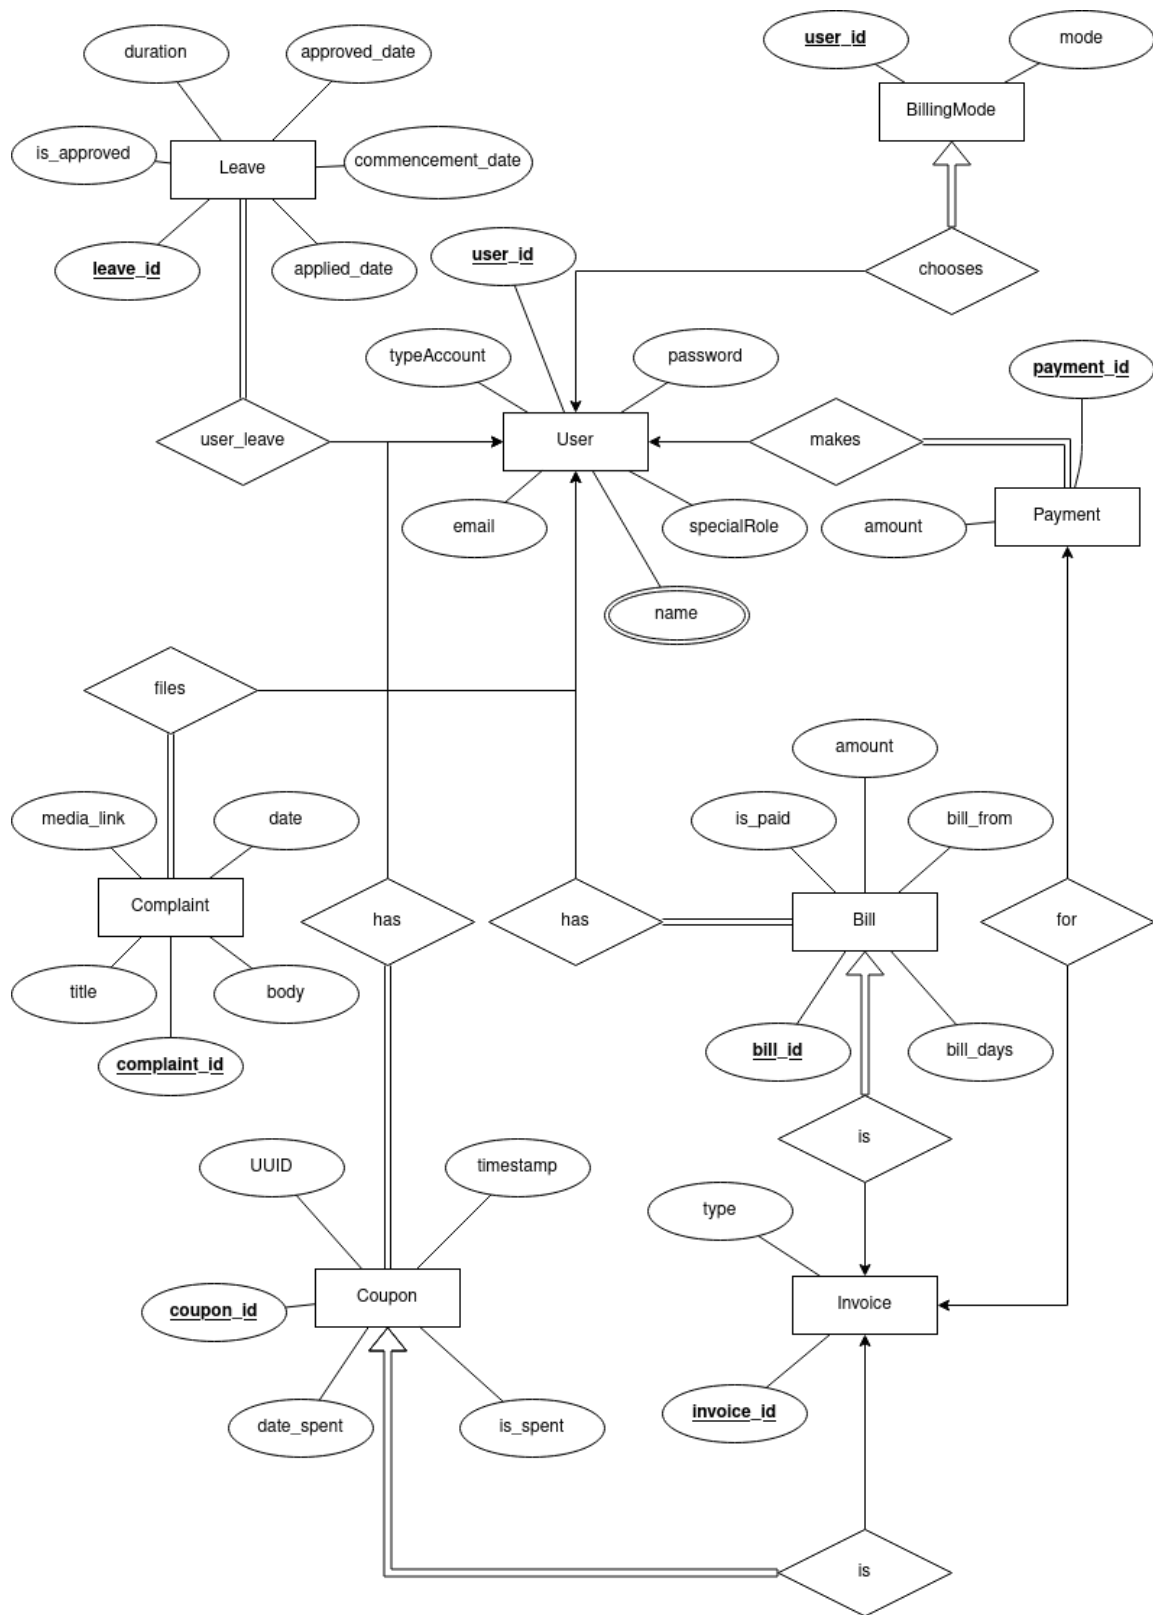 user_id
mode
duration
approved_date
BillingMode
is_approved
Leave
commencement_date
leave_id
applied_date
user_id
chooses
typeAccount
password
payment_id
user_leave
User
makes
email
specialRole
amount
Payment
name
files
amount
media_link
date
is_paid
bill_from
Complaint
has
has
Bill
for
title
body
complaint_id
bill_id
bill_days
is
UUID
timestamp
type
coupon_id
Coupon
Invoice
date_spent
is_spent
invoice_id
is